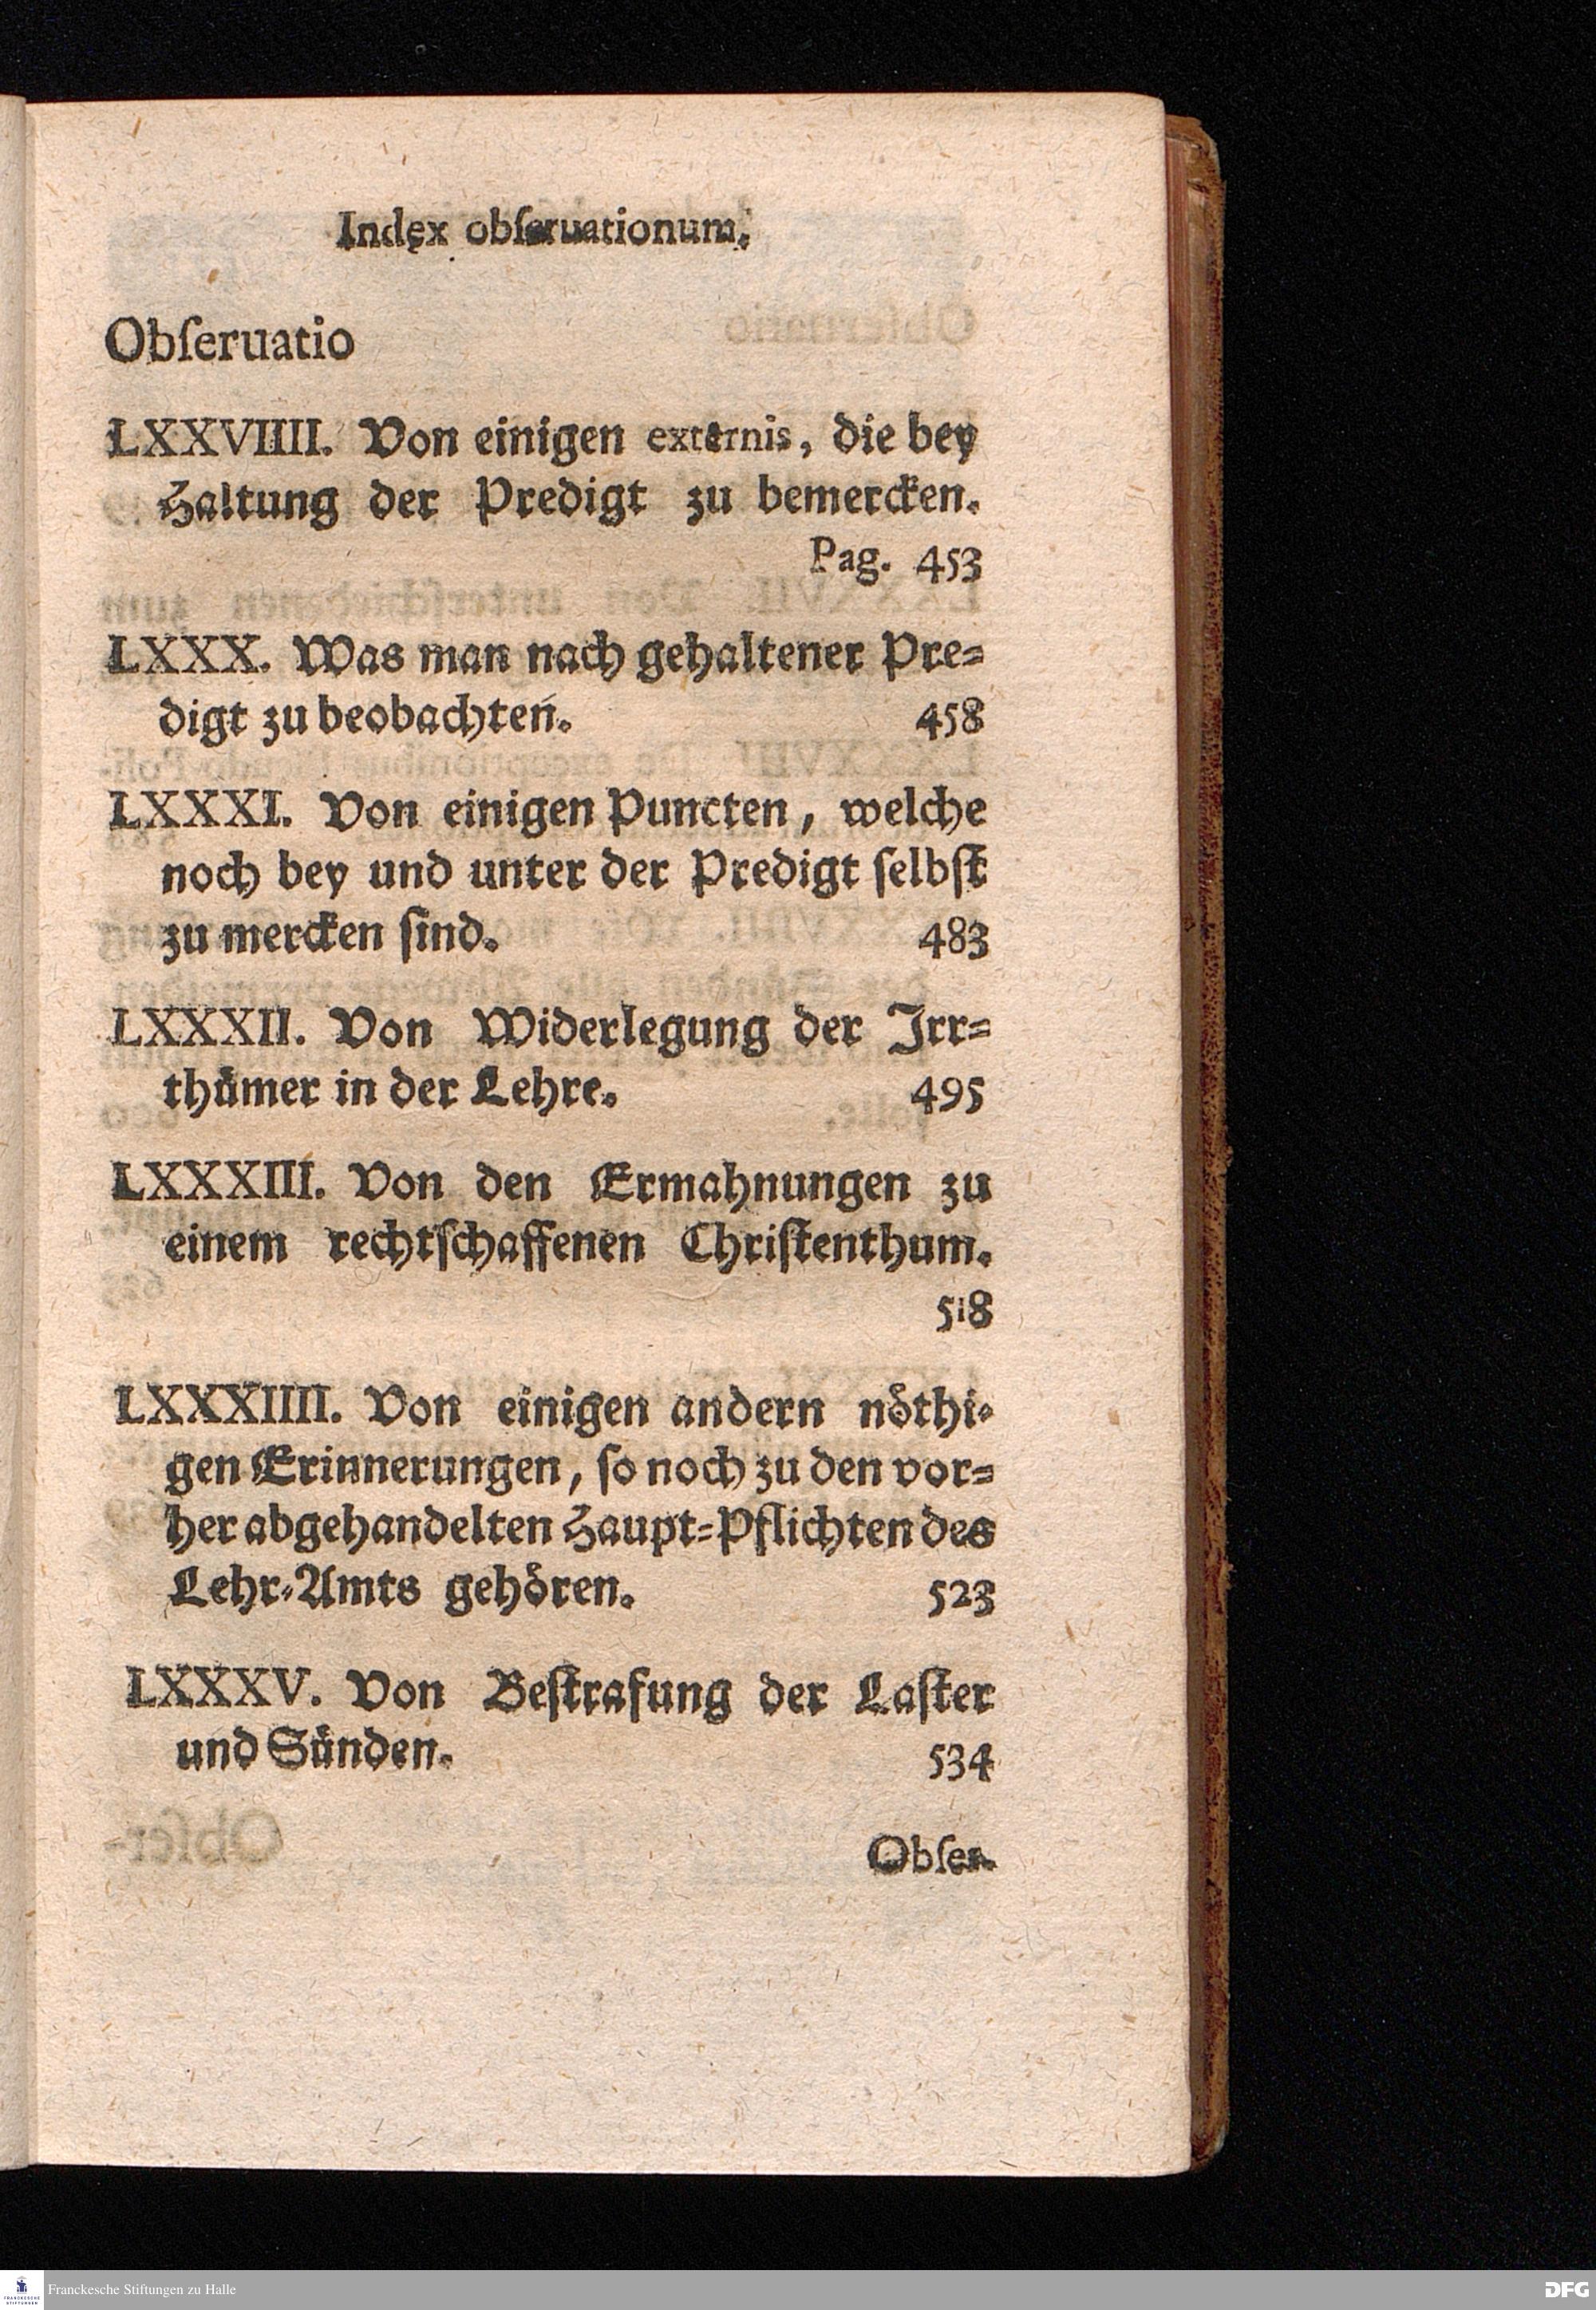 Index obſeruationum.
Obſeruatio
LXXVIIII. Von einigen externis, die bey
Haltung der Predigt zu bemercken.
Pag. 453
LXXX. Was man nach gehaltener Pre-
digt zu beobachten. 458
LXXXI. Von einigen Puncten, welche
noch bey und unter der Predigt ſelbſt
zu mercken ſind. 483
LXXXII. Von Widerlegung der Irr-
thümer in der Lehre. 495
LXXXIII. Von den Ermahnungen zu
einem rechtſchaffenen Chriſtenthum.
518
LXXXIIII. Von einigen andern nöthi-
gen Erinnerungen, ſo noch zu den vor-
her abgehandelten Haupt-Pflichten des
Lehr-Amts gehören. 523
LXXXV. Von Beſtrafung der Laſter
und Sünden. 534
Obſer-
FRANCKESCHE
STIFTUNGEN
Franckesche Stiftungen zu Halle
DFG